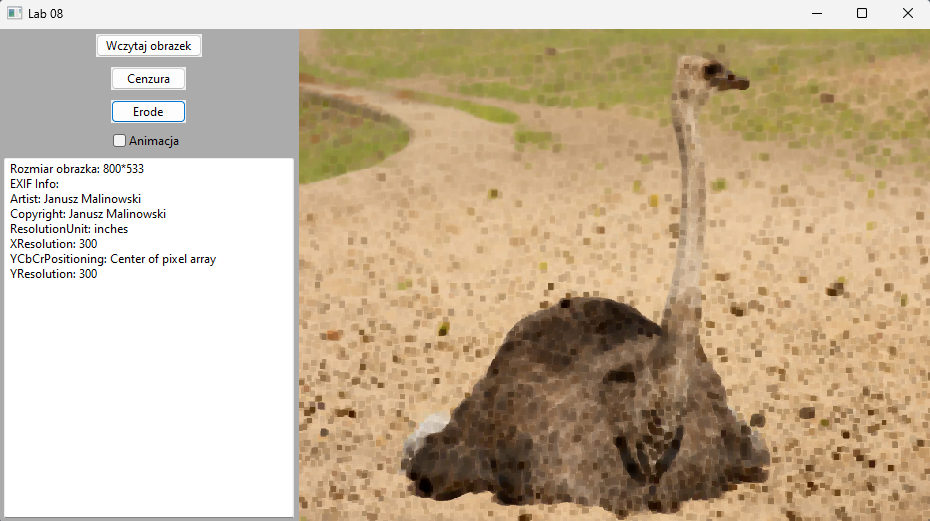 Lab 08
Wczytaj obrazek
Cenzura
Erode
Animacja
Rozmiar obrazka: 800*533
EXIF Info:
Artist: Janusz Malinowski
Copyright: Janusz Malinowski
ResolutionUnit: inches
XResolution: 300
YCbCrPositioning: Center of pixel array
YResolution: 300